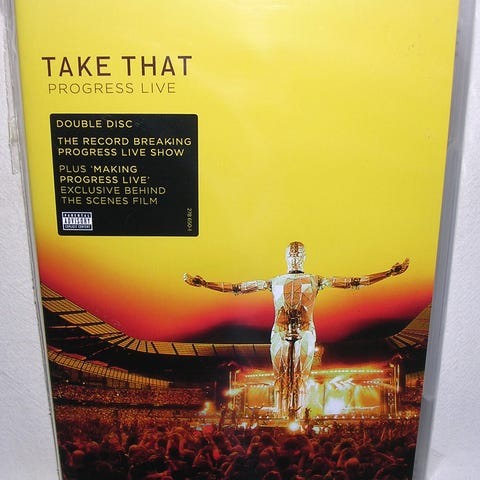 TAKE THAT
PROGRESS LIVE
DOUBLE DISC
THE RECORD BREAKING
PROGRESS LIVE SHOW
PLUS 'MAKING
PROGRESS LIVE'
EXCLUSIVE BEHIND
THE SCENES FILM
PARENTAL
ADVISORY
EXPLICIT CONTENT